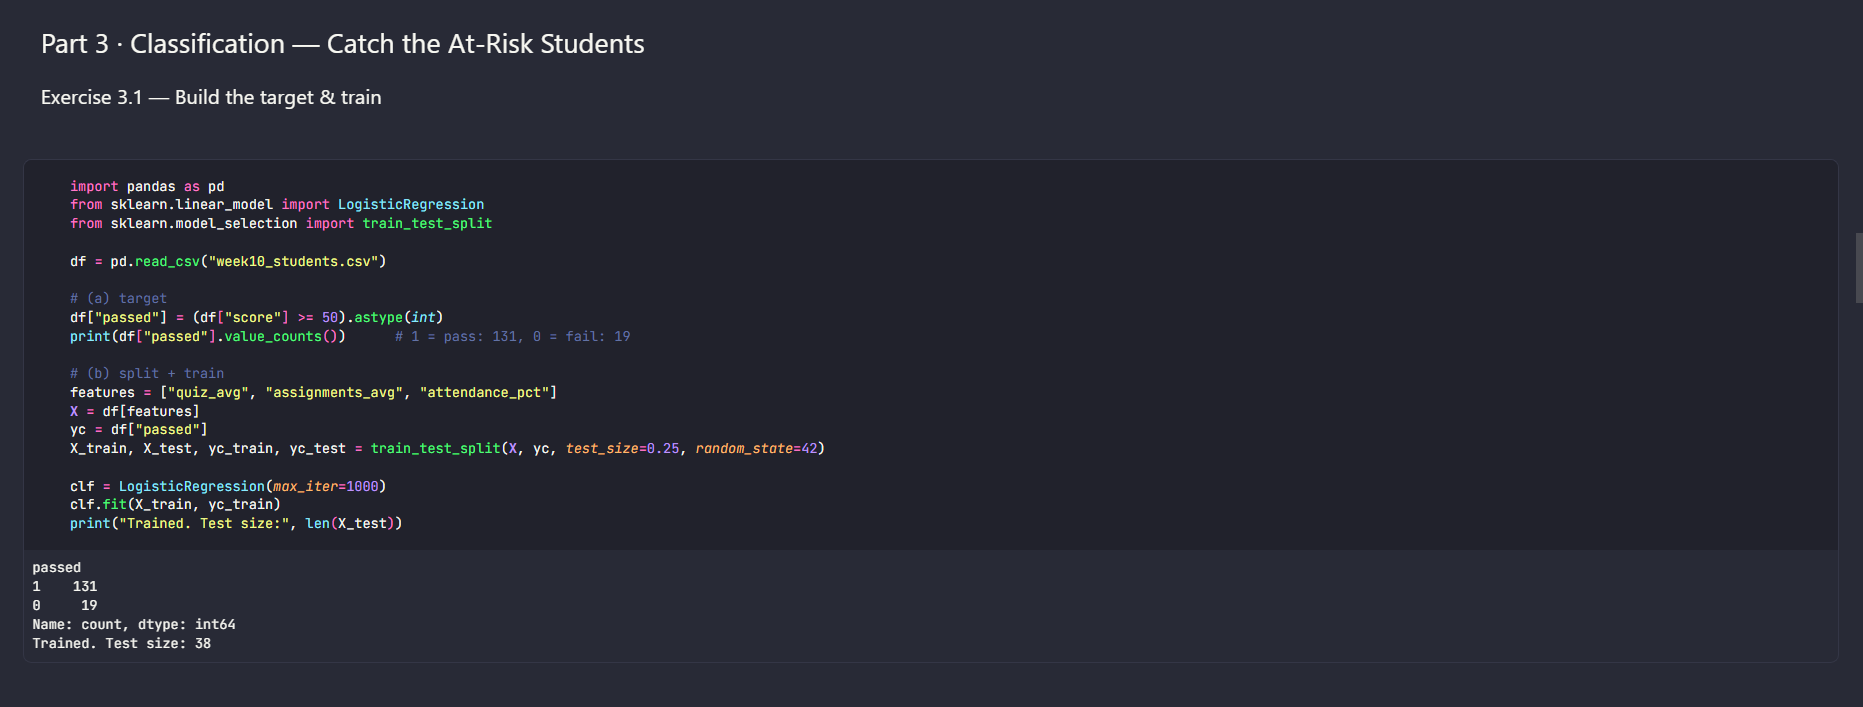 Part 3 · Classification — Catch the At-Risk Students
Exercise 3.1 — Build the target & train
import pandas as pd
from sklearn.linear_model import LogisticRegression
from sklearn.model_selection import train_test_split
df = pd.read_csv("week10_students.csv")
# (a) target
df["passed"] = (df["score"] >= 50).astype(int)
print(df["passed"].value_counts())      # 1 = pass: 131, 0 = fail: 19
# (b) split + train
features = ["quiz_avg", "assignments_avg", "attendance_pct"]
X = df[features]
yc = df["passed"]
X_train, X_test, yc_train, yc_test = train_test_split(X, yc, test_size=0.25, random_state=42)
clf = LogisticRegression(max_iter=1000)
clf.fit(X_train, yc_train)
print("Trained. Test size:", len(X_test))
passed
1    131
0     19
Name: count, dtype: int64
Trained. Test size: 38